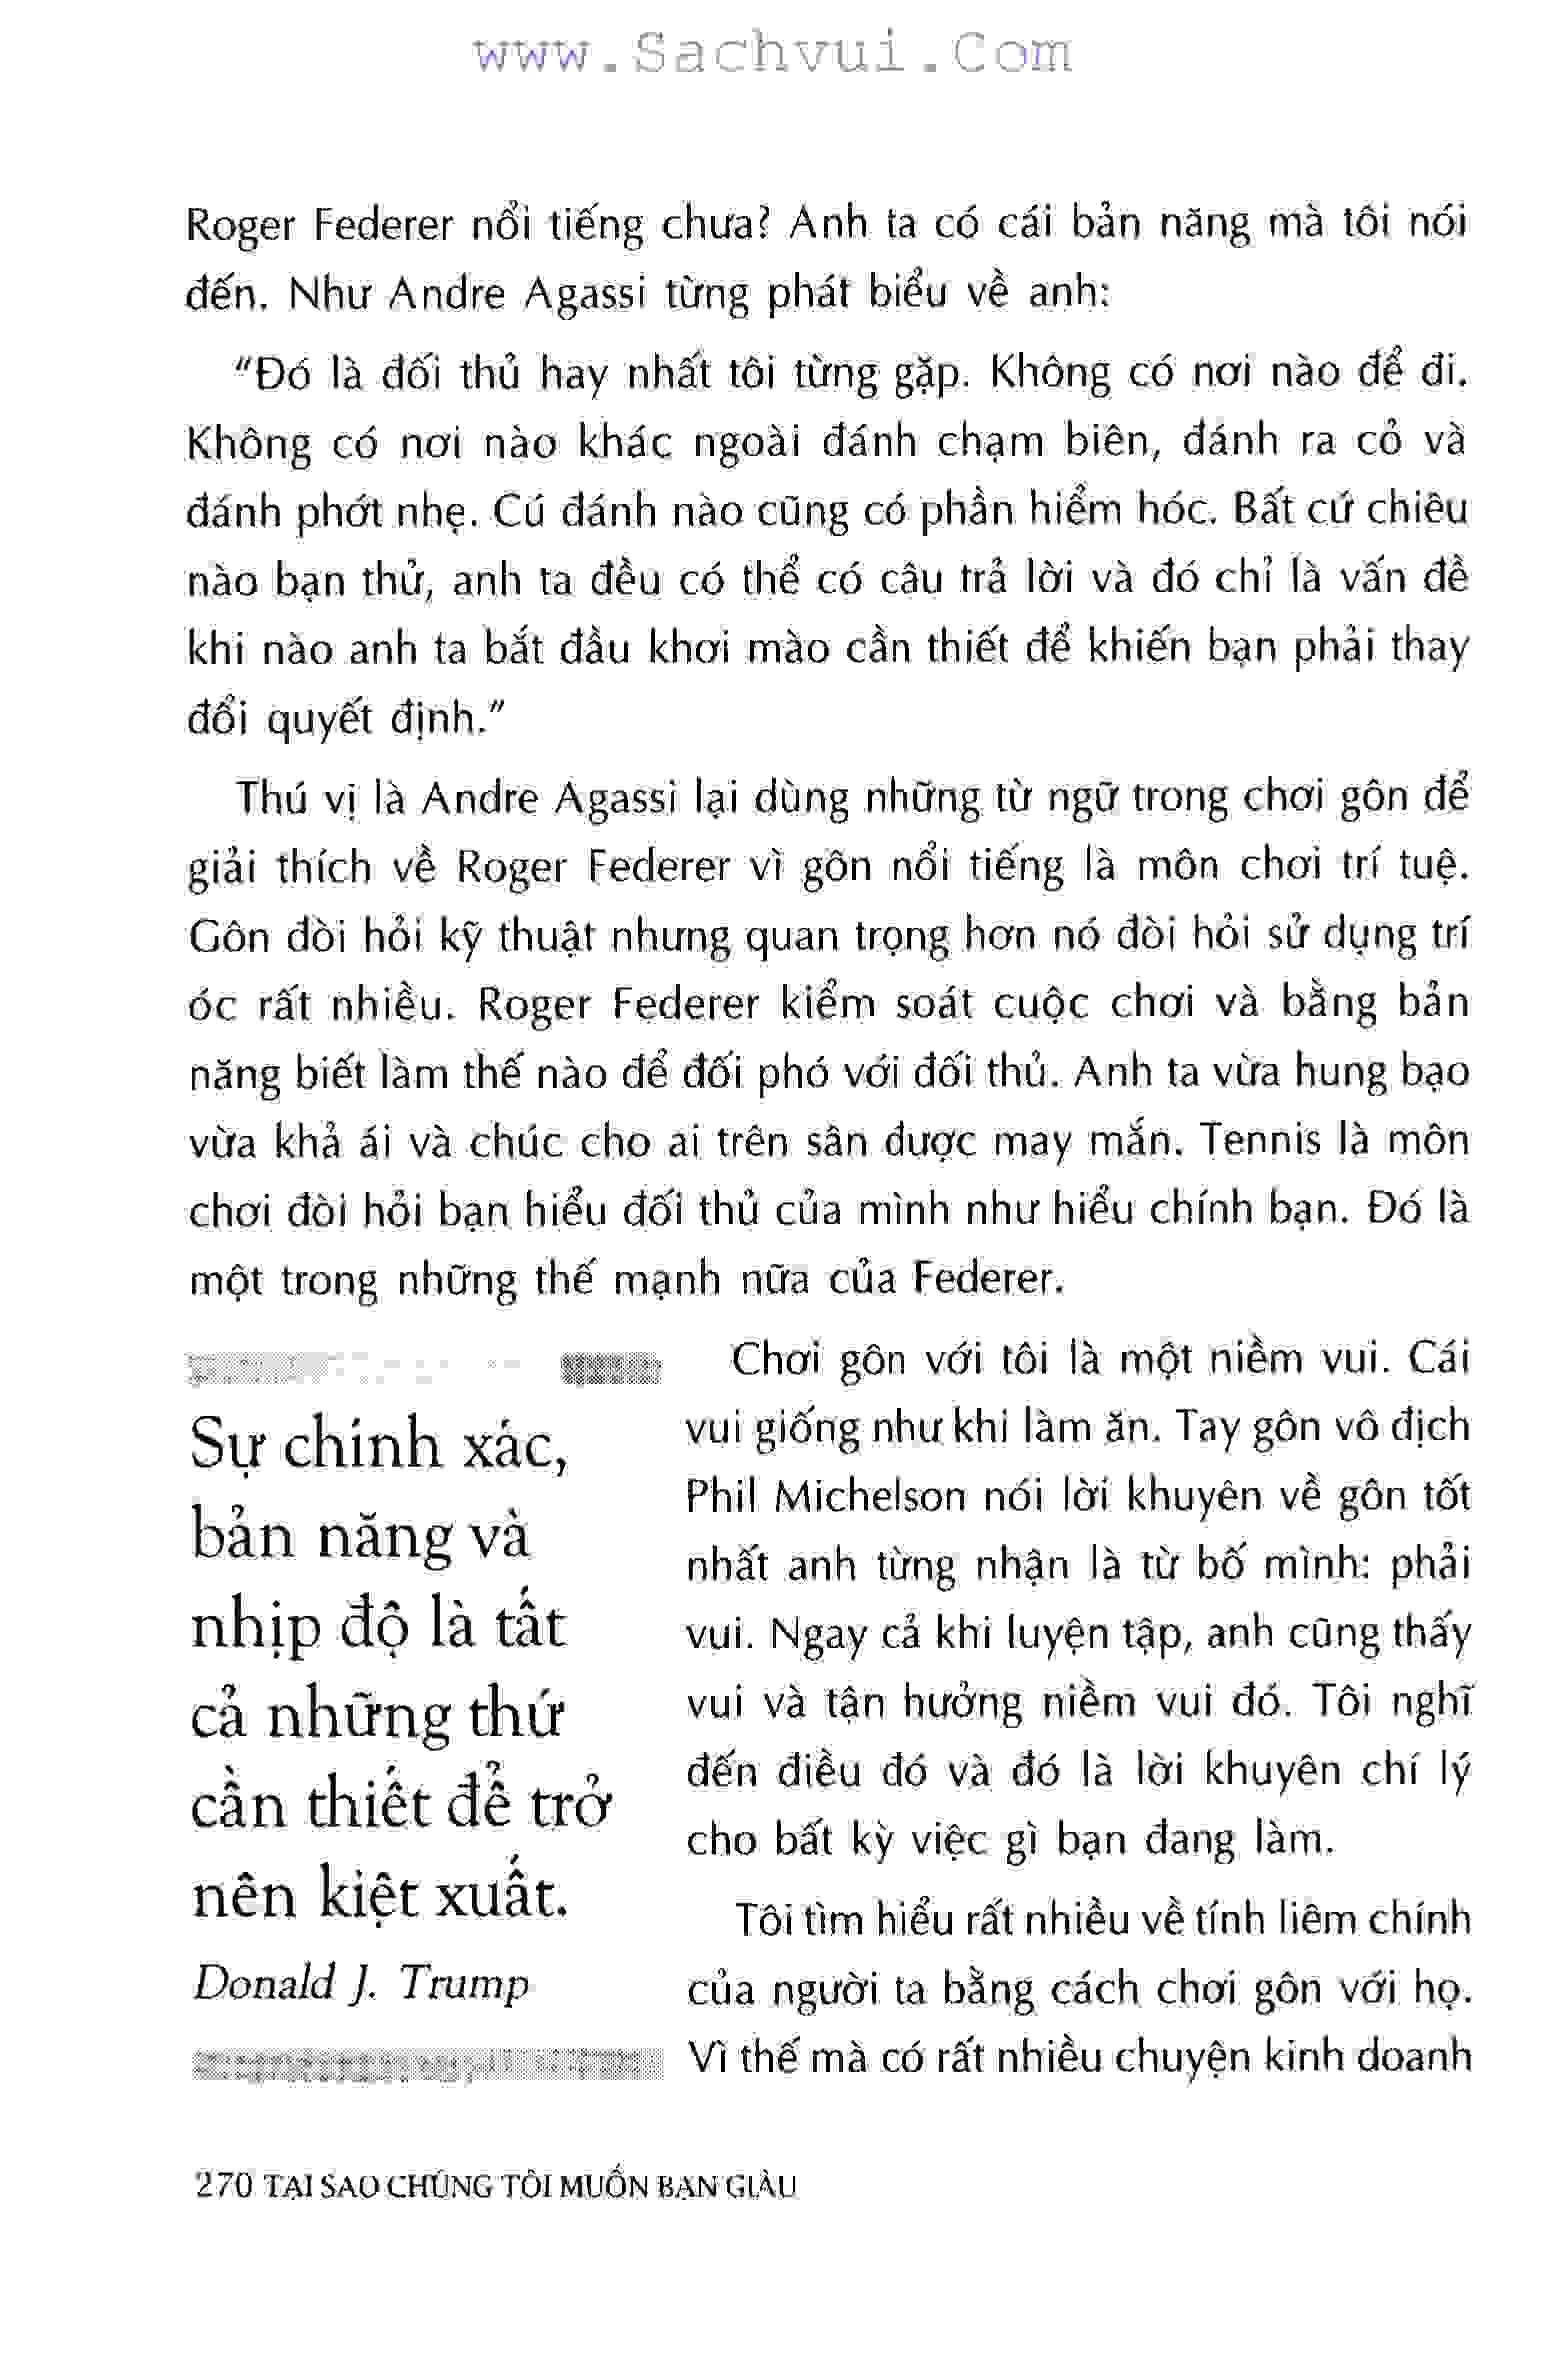 www.Sachvui.Com
Roger Federer nổi tiếng chưa? Anh ta có cái bản năng mà tôi nói
đến. Như Andre Agassi từng phát biểu về anh:
"Đó là đối thủ hay nhất tôi từng gặp. Không có nơi nào để đi.
Không có nơi nào khác ngoài đánh chạm biên, đánh ra cỏ và
đánh phớt nhẹ. Cú đánh nào cũng có phần hiểm hóc. Bất cứ chiêu
nào bạn thử, anh ta đều có thể có câu trả lời và đó chỉ là vấn đề
khi nào anh ta bắt đầu khơi mào cần thiết để khiến bạn phải thay
đổi quyết định."
Thú vị là Andre Agassi lại dùng những từ ngữ trong chơi gôn để
giải thích về Roger Federer vì gôn nổi tiếng là môn chơi trí tuệ.
Gôn đòi hỏi kỹ thuật nhưng quan trọng hơn nó đòi hỏi sử dụng trí
óc rất nhiều. Roger Federer kiểm soát cuộc chơi và bằng bản
năng biết làm thế nào để đối phó với đối thủ. Anh ta vừa hung bạo
vừa khả ái và chúc cho ai trên sân được may mắn. Tennis là môn
chơi đòi hỏi bạn hiểu đối thủ của mình như hiểu chính bạn. Đó là
một trong những thế mạnh nữa của Federer.
Sự chính xác,
bản năng và
nhịp độ là tất
cả những thứ
cần thiết để trở
nên kiệt xuất.
Donald J. Trump
Chơi gôn với tôi là một niềm vui. Cái
vui giống như khi làm ăn. Tay gôn vô địch
Phil Michelson nói lời khuyên về gôn tốt
nhất anh từng nhận là từ bố mình: phải
vui. Ngay cả khi luyện tập, anh cũng thấy
vui và tận hưởng niềm vui đó. Tôi nghĩ
đến điều đó và đó là lời khuyên chí lý
cho bất kỳ việc gì bạn đang làm.
Tôi tìm hiểu rất nhiều về tính liêm chính
của người ta bằng cách chơi gôn với họ.
Vì thế mà có rất nhiều chuyện kinh doanh
270 TẠI SAO CHÚNG TÔI MUỐN BẠN GIÀU